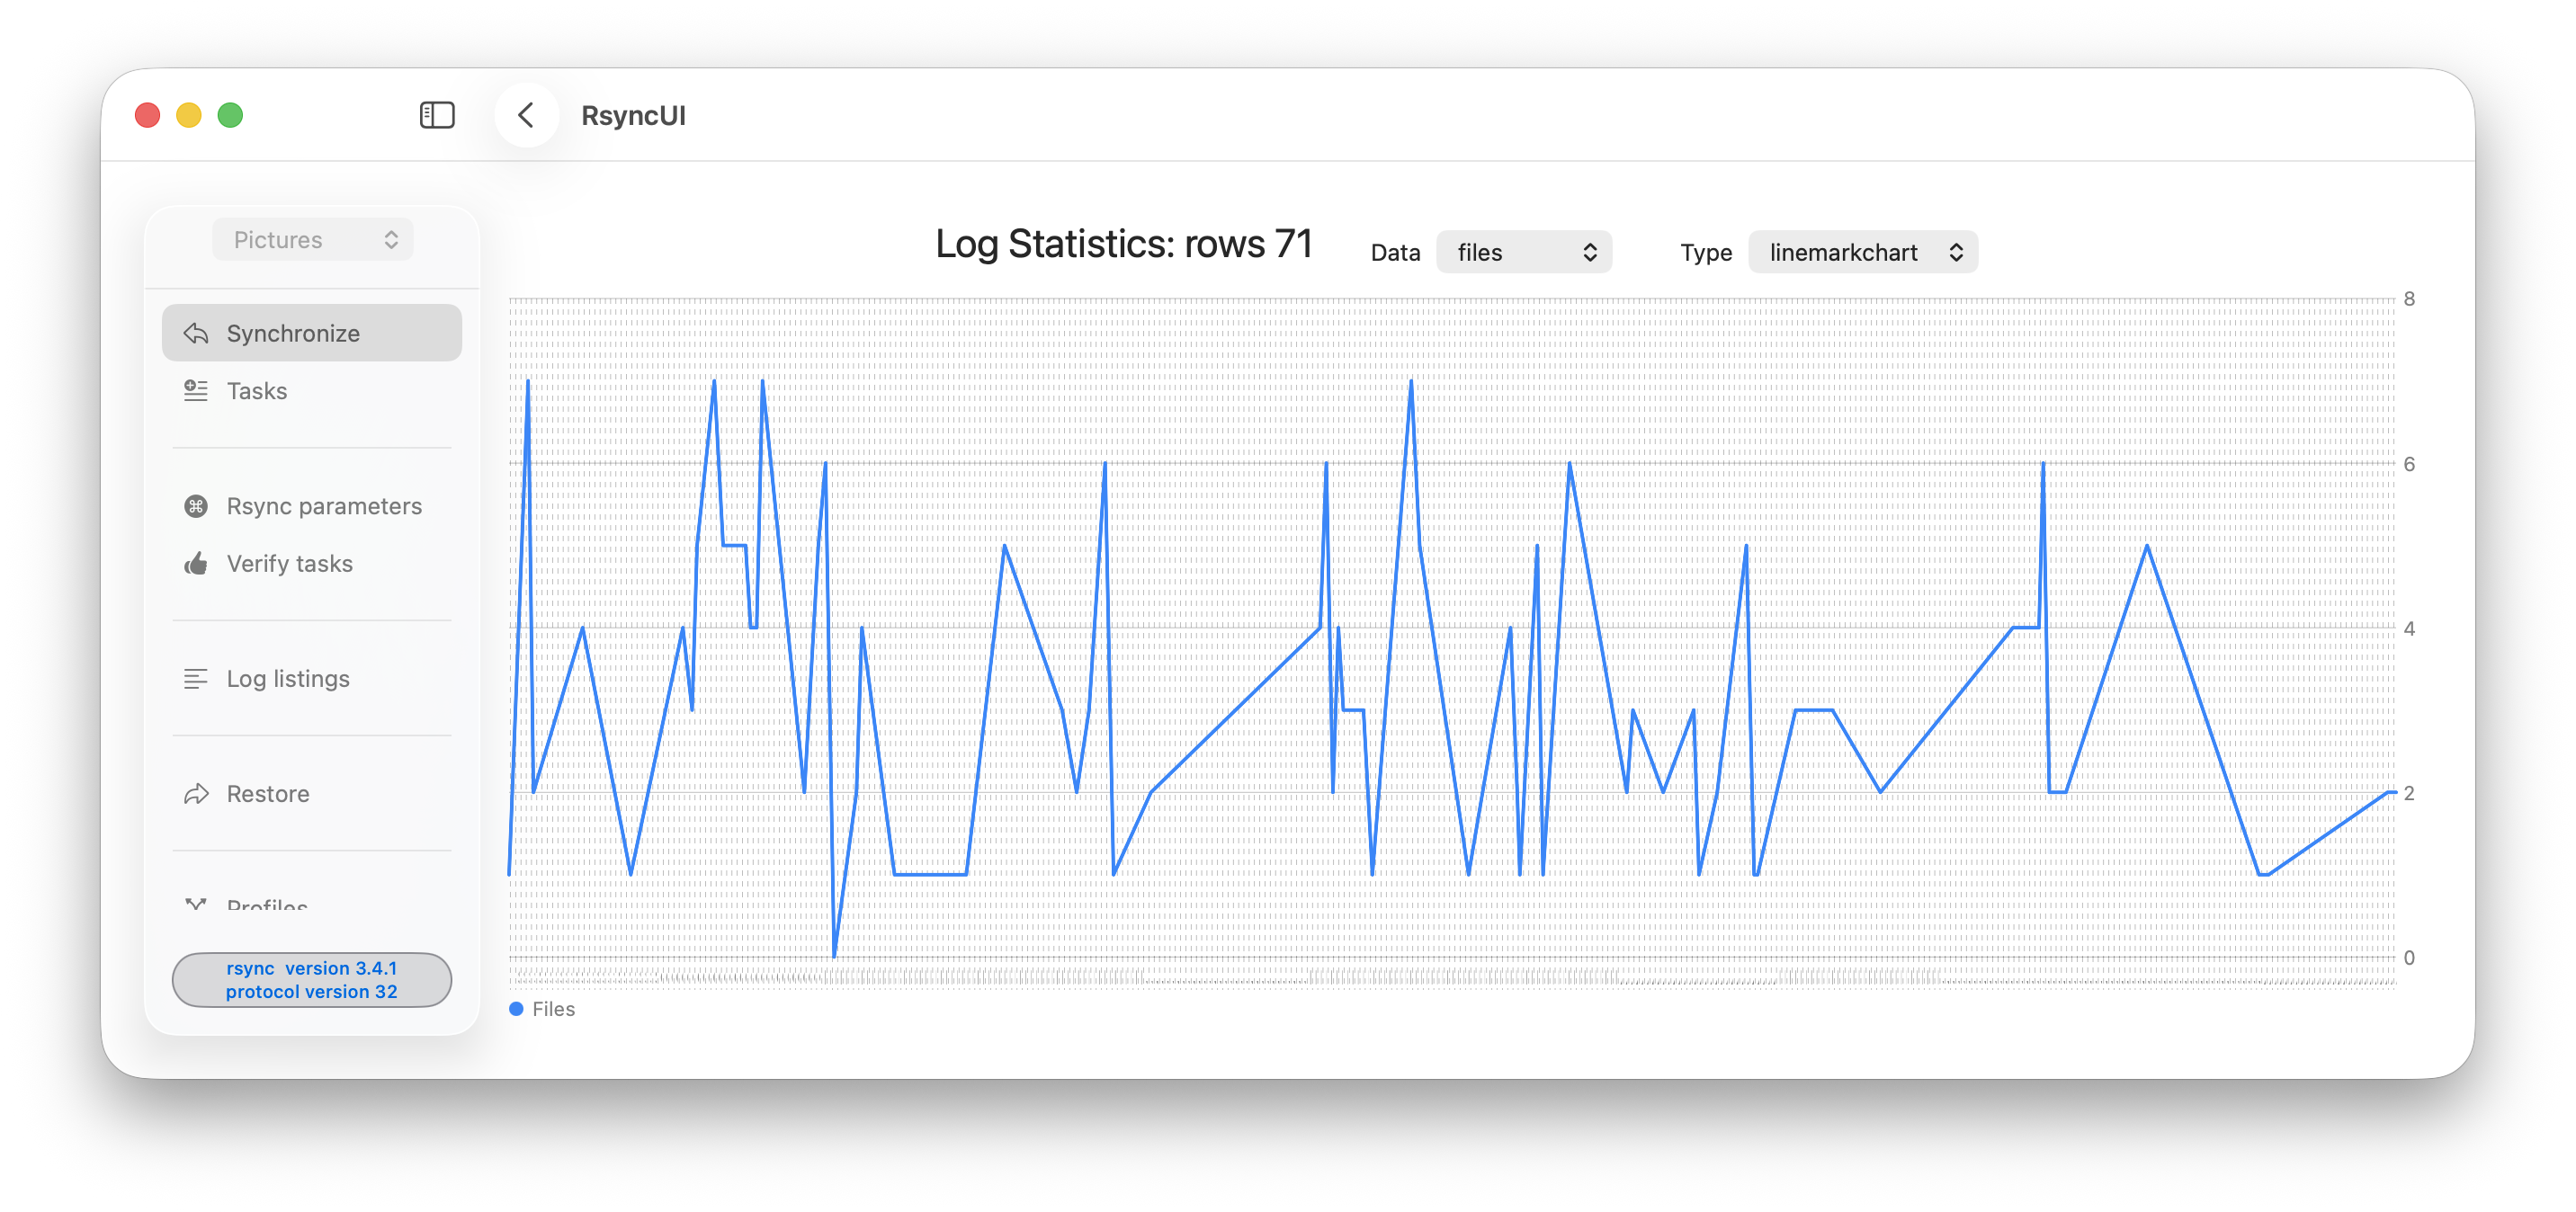 RsyncUI
Pictures
Synchronize
Tasks
Rsync parameters
Verify tasks
Log listings
Restore
Profiles
rsync  version 3.4.1
protocol version 32
Log Statistics: rows 71
Data files
Type linemarkchart
8
6
4
2
0
Files